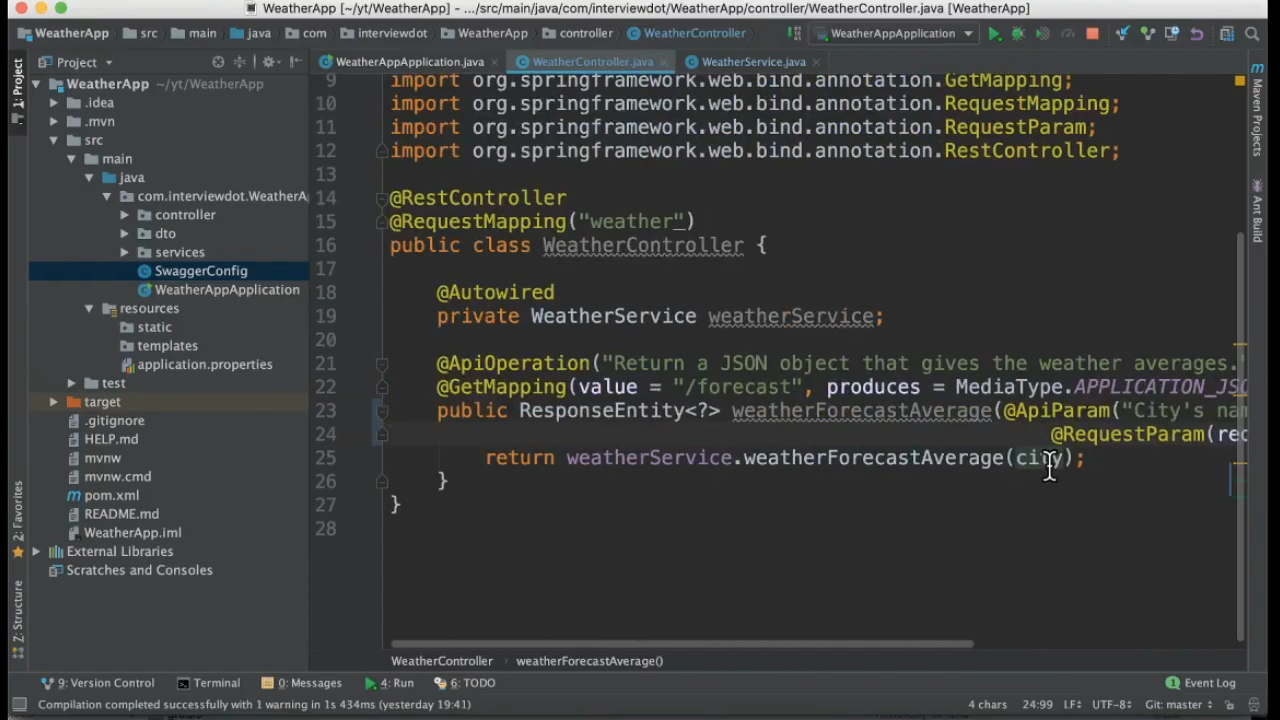 WeatherApp [~/yt/WeatherApp] - .../src/main/java/com/interviewdot/WeatherApp/controller/WeatherController.java [WeatherApp]
WeatherApp src main java com interviewdot WeatherApp controller WeatherController WeatherAppApplication
Project
WeatherAppApplication.java WeatherController.java WeatherService.java
1: Project
2: Favorites
Z: Structure
WeatherApp ~/yt/WeatherApp
.idea
.mvn
src
main
java
com.interviewdot.WeatherA
controller
dto
services
SwaggerConfig
WeatherAppApplication
resources
static
templates
application.properties
test
target
.gitignore
HELP.md
mvnw
mvnw.cmd
pom.xml
README.md
WeatherApp.iml
External Libraries
Scratches and Consoles
9 import org.springframework.web.bind.annotation.GetMapping;
10 import org.springframework.web.bind.annotation.RequestMapping;
11 import org.springframework.web.bind.annotation.RequestParam;
12 import org.springframework.web.bind.annotation.RestController;
13
14 @RestController
15 @RequestMapping("weather")
16 public class WeatherController {
17
18 @Autowired
19 private WeatherService weatherService;
20
21 @ApiOperation("Return a JSON object that gives the weather averages."
22 @GetMapping(value = "/forecast", produces = MediaType.APPLICATION_JSO
23 public ResponseEntity<?> weatherForecastAverage(@ApiParam("City's nam
24 @RequestParam(req
25 return weatherService.weatherForecastAverage(city);
26 }
27 }
28
Maven Projects
Ant Build
WeatherController › weatherForecastAverage()
9: Version Control Terminal 0: Messages 4: Run 6: TODO 1 Event Log
Compilation completed successfully with 1 warning in 1s 434ms (yesterday 19:41) 4 chars 24:99 LF÷ UTF-8÷ Git: master÷